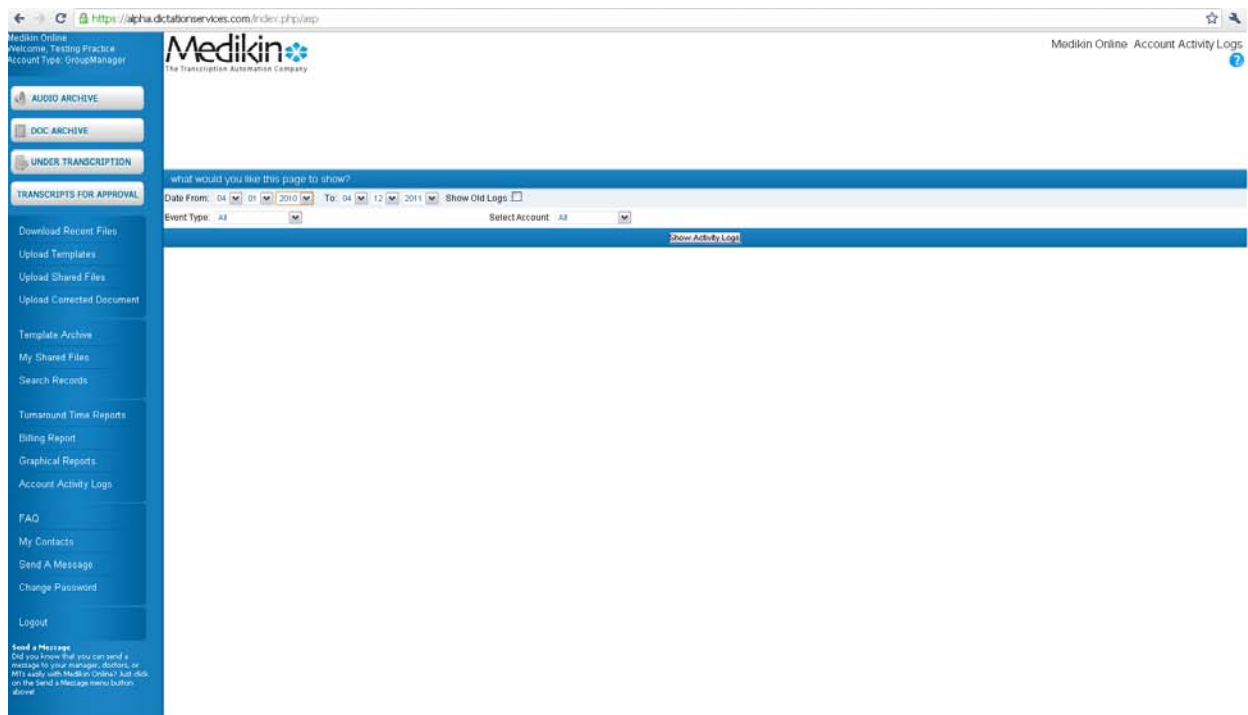 https://alpha.dictationservices.com/index.php/asp
Medikin Online
Welcome, Testing Practice
Account Type: GroupManager
Medikin
The Transcription Automation Company
Medikin Online Account Activity Logs
?
AUDIO ARCHIVE
DOC ARCHIVE
UNDER TRANSCRIPTION
TRANSCRIPTS FOR APPROVAL
what would you like this page to show?
Date From: 04 01 2010 To: 04 12 2011 Show Old Logs
Event Type: All Select Account All
Show Activity Logs
Download Recent Files
Upload Templates
Upload Shared Files
Upload Corrected Document
Template Archive
My Shared Files
Search Records
Turnaround Time Reports
Billing Report
Graphical Reports
Account Activity Logs
FAQ
My Contacts
Send A Message
Change Password
Logout
Send a Message
Did you know that you can send a
message to your manager, doctors, or
MTs easily with Medikin Online? Just click
on the Send a Message menu button
above!